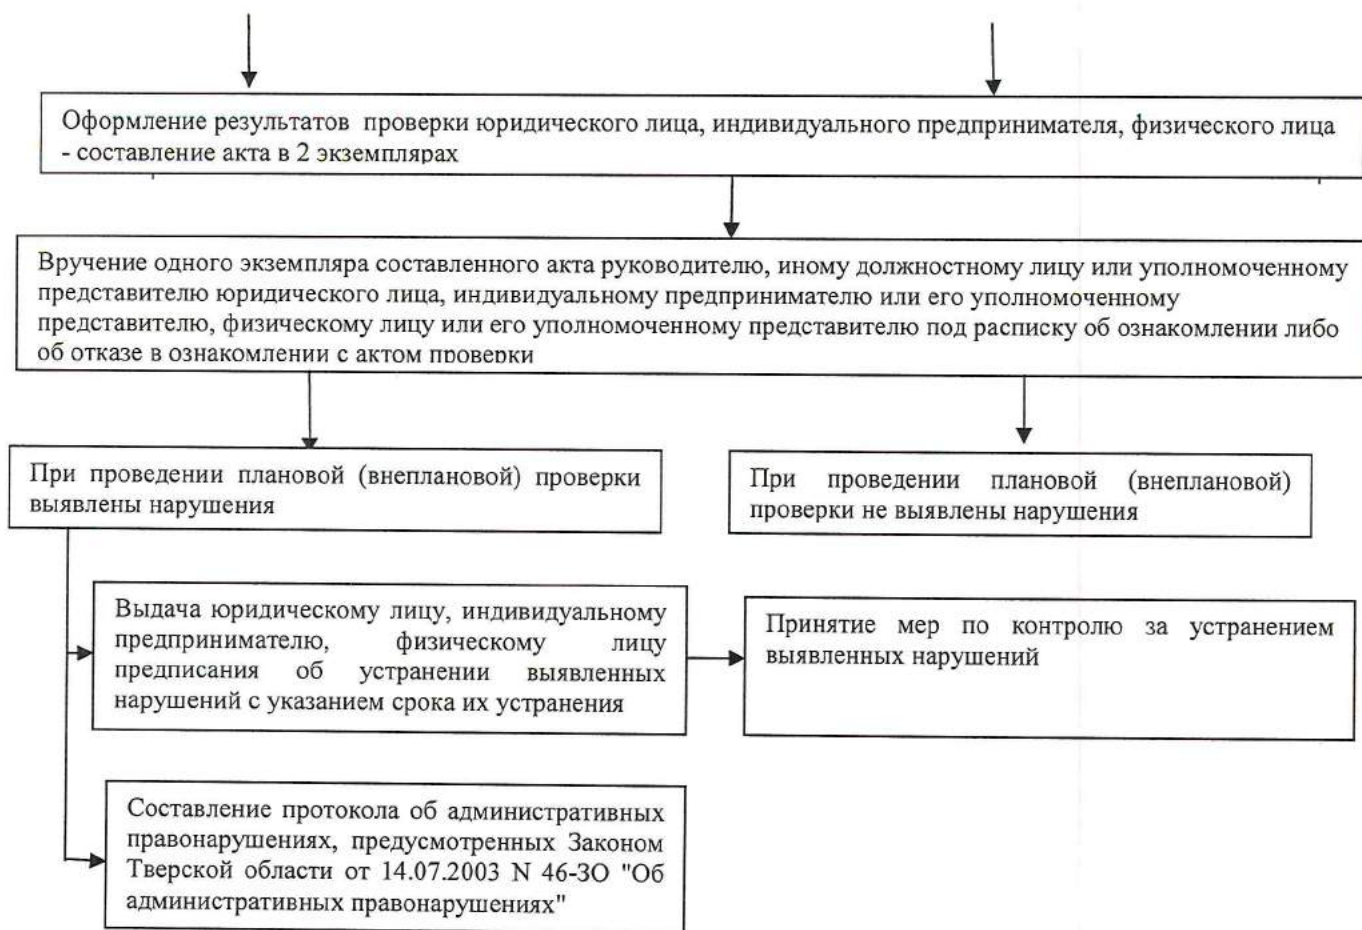 Оформление результатов проверки юридического лица, индивидуального предпринимателя, физического лица
- составление акта в 2 экземплярах
Вручение одного экземпляра составленного акта руководителю, иному должностному лицу или уполномоченному
представителю юридического лица, индивидуальному предпринимателю или его уполномоченному
представителю, физическому лицу или его уполномоченному представителю под расписку об ознакомлении либо
об отказе в ознакомлении с актом проверки
При проведении плановой (внеплановой) проверки
выявлены нарушения
При проведении плановой (внеплановой)
проверки не выявлены нарушения
Выдача юридическому лицу, индивидуальному
предпринимателю, физическому лицу
предписания об устранении выявленных
нарушений с указанием срока их устранения
Принятие мер по контролю за устранением
выявленных нарушений
Составление протокола об административных
правонарушениях, предусмотренных Законом
Тверской области от 14.07.2003 N 46-ЗО "Об
административных правонарушениях"